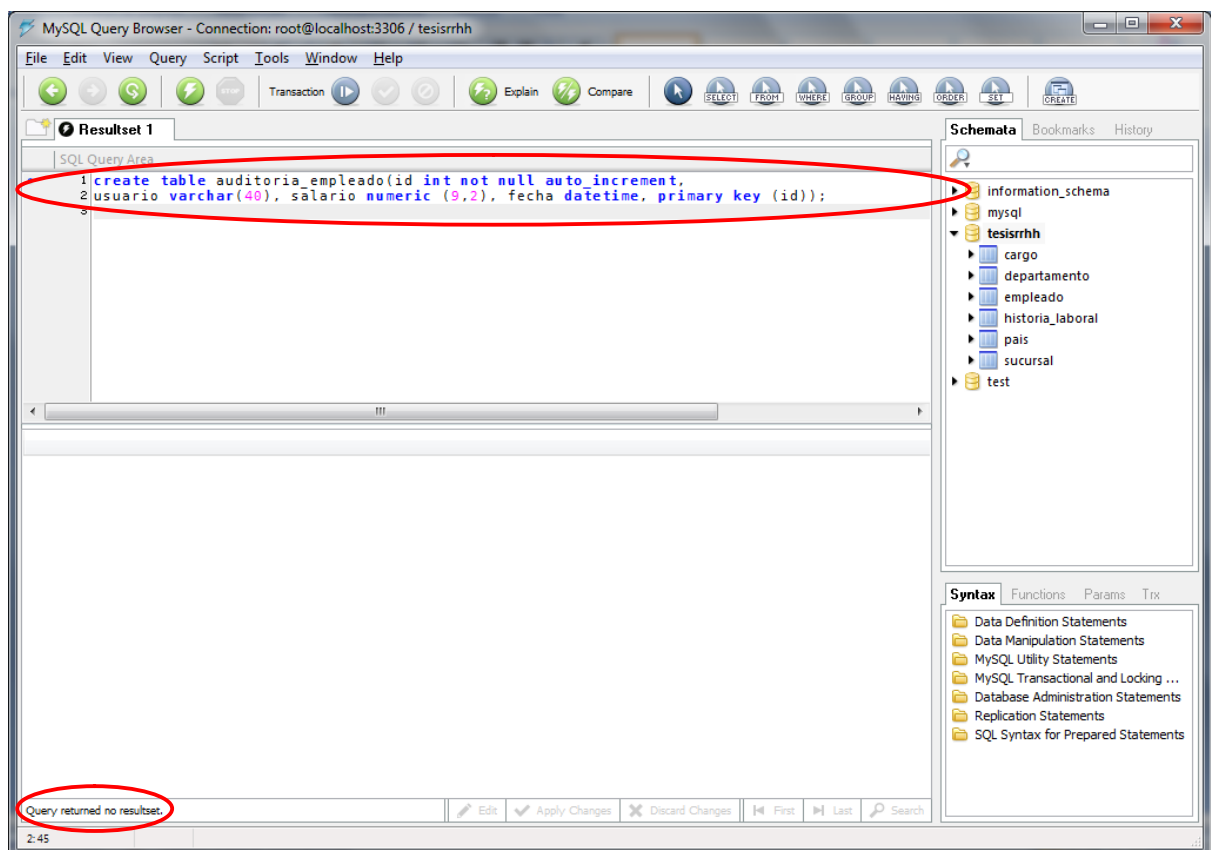 MySQL Query Browser - Connection: root@localhost:3306 / tesisrrhh
File Edit View Query Script Tools Window Help
STOP Transaction Explain Compare SELECT FROM WHERE GROUP HAVING ORDER SET CREATE
Resultset 1
SQL Query Area
1 create table auditoria_empleado(id int not null auto_increment,
2 usuario varchar(40), salario numeric (9,2), fecha datetime, primary key (id));
3
Schemata Bookmarks History
information_schema
mysql
tesisrrhh
cargo
departamento
empleado
historia_laboral
pais
sucursal
test
Syntax Functions Params Trx
Data Definition Statements
Data Manipulation Statements
MySQL Utility Statements
MySQL Transactional and Locking ...
Database Administration Statements
Replication Statements
SQL Syntax for Prepared Statements
Query returned no resultset. Edit Apply Changes Discard Changes First Last Search
2:45